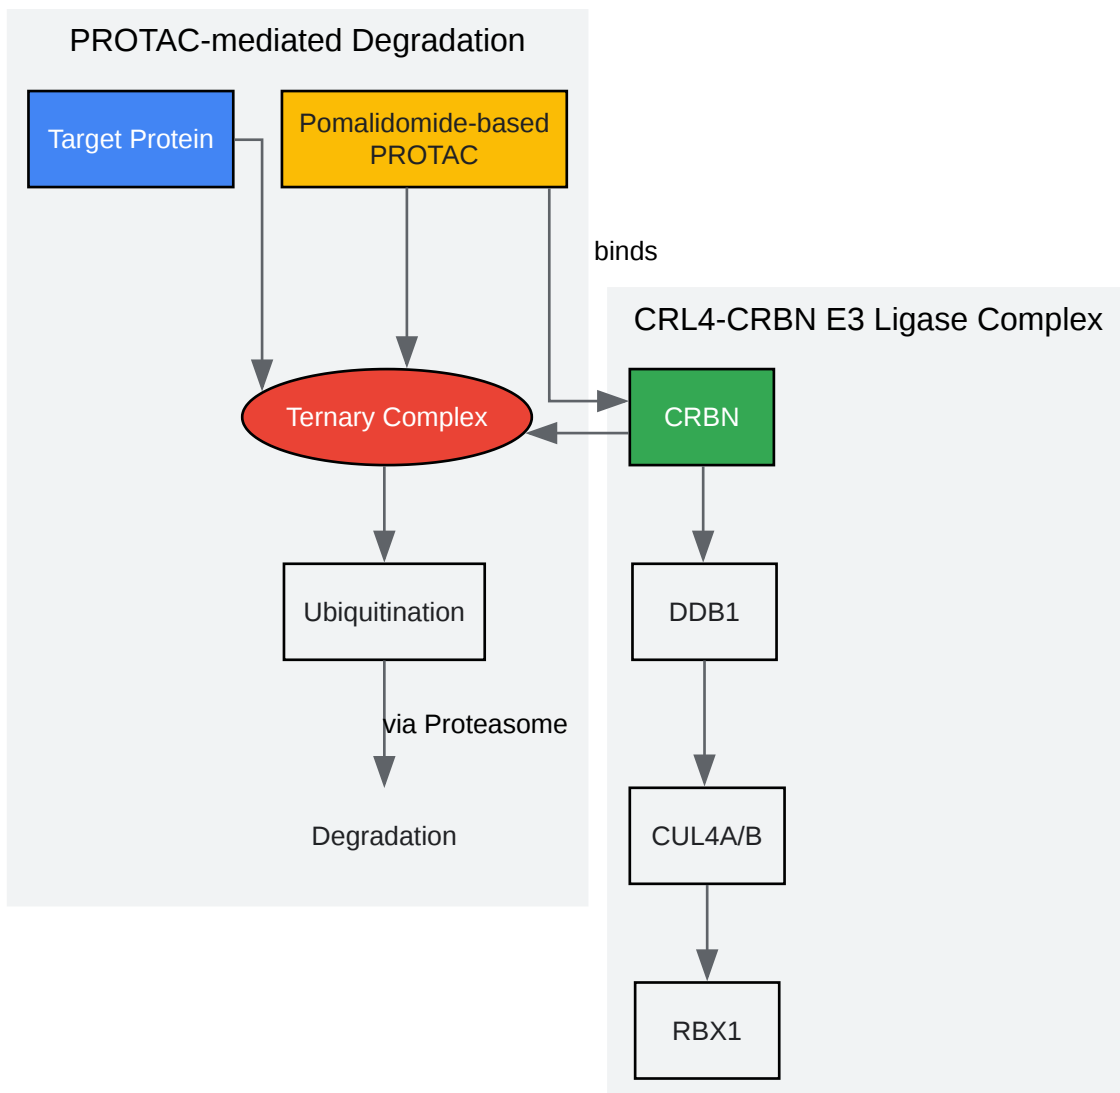 PROTAC-mediated Degradation
Target Protein
Pomalidomide-based
PROTAC
binds
CRL4-CRBN E3 Ligase Complex
Ternary Complex
CRBN
Ubiquitination
DDB1
via Proteasome
Degradation
CUL4A/B
RBX1